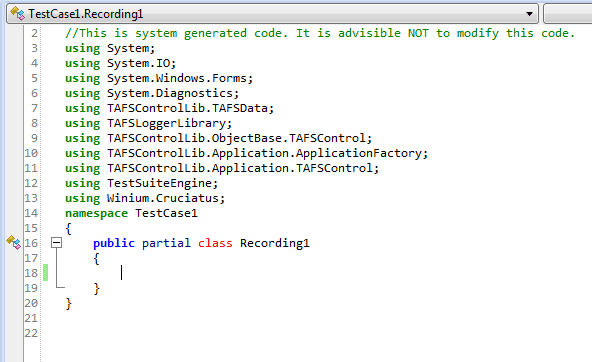 TestCase1.Recording1
2 //This is system generated code. It is advisible NOT to modify this code.
3 using System;
4 using System.IO;
5 using System.Windows.Forms;
6 using System.Diagnostics;
7 using TAFSControlLib.TAFSData;
8 using TAFSLoggerLibrary;
9 using TAFSControlLib.ObjectBase.TAFSControl;
10 using TAFSControlLib.Application.ApplicationFactory;
11 using TAFSControlLib.Application.TAFSControl;
12 using TestSuiteEngine;
13 using Winium.Cruciatus;
14 namespace TestCase1
15 {
16 public partial class Recording1
17 {
18
19 }
20 }
21
22